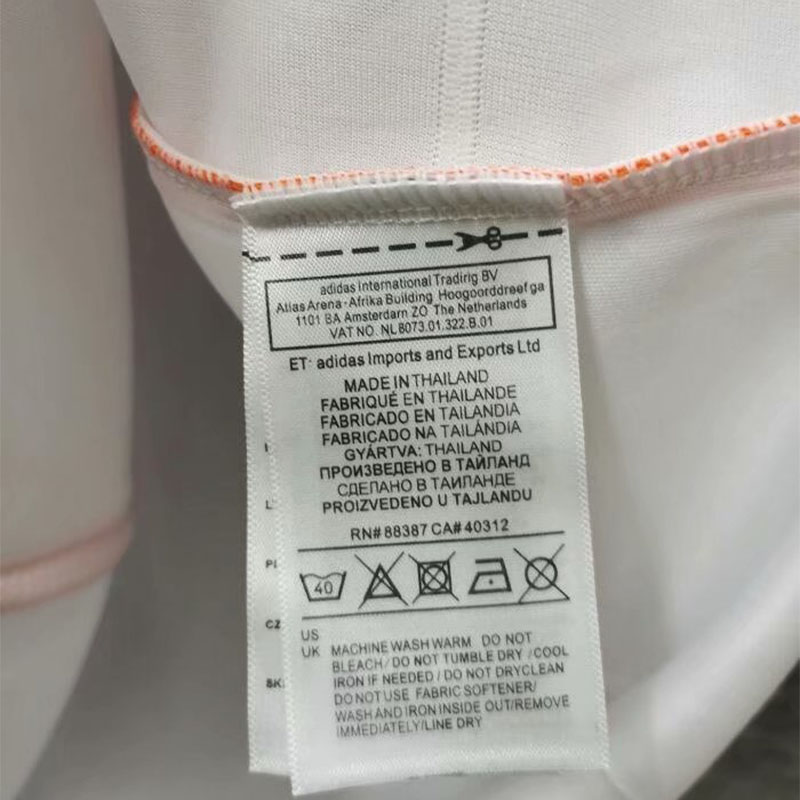 adidas International Tradirig BV
Atlas Arena-Afrika Building Hoogoorddreef ga
1101 BA Amsterdarn ZO The Netherlands
VAT NO. NL 8073.01.322.B.01
ET· adidas Imports and Exports Ltd
MADE IN THAILAND
FABRIQUÉ EN THAILANDE
FABRICADO EN TAILANDIA
FABRICADO NA TAILÂNDIA
GYÁRTVA: THAILAND
ПРОИЗВЕДЕНО В ТАЙЛАНД
СДЕЛАНО В ТАИЛАНДЕ
PROIZVEDENO U TAJLANDU
RN# 88387 CA# 40312
40
US
UK MACHINE WASH WARM DO NOT
BLEACH/DO NOT TUMBLE DRY /COOL
IRON IF NEEDED/DO NOT DRYCLEAN
DO NOT USE FABRIC SOFTENER/
WASH AND IRON INSIDE OUT/REMOVE
IMMEDIATELY/LINE DRY
CZ
SK